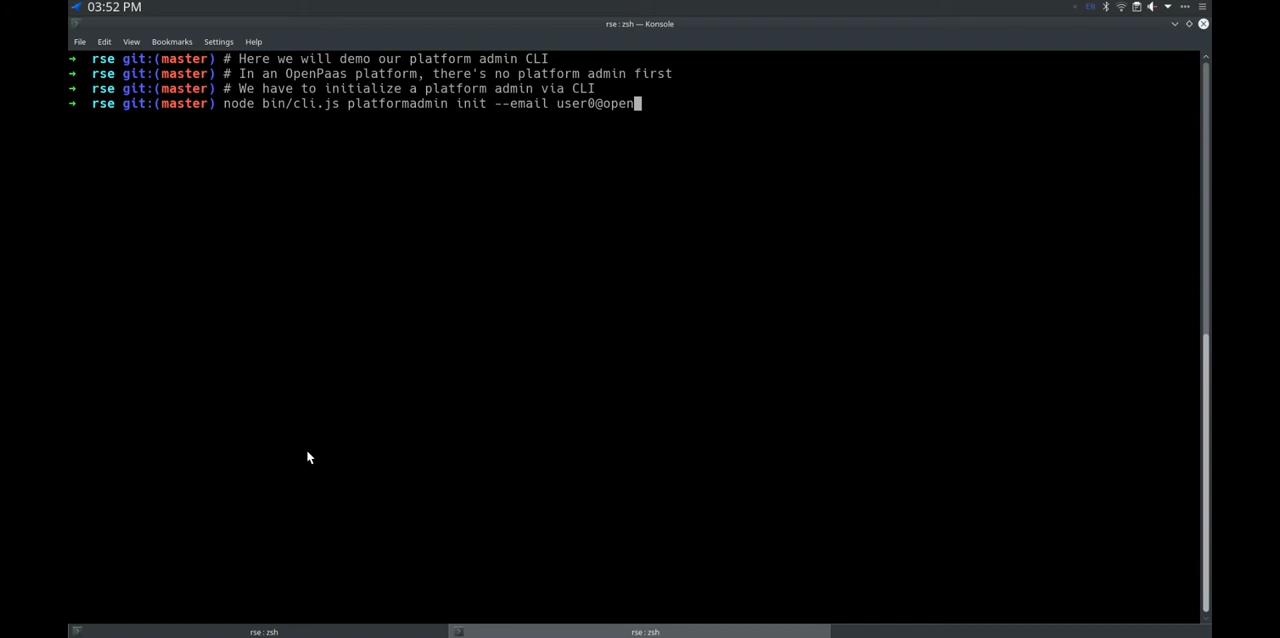 03:52 PM
EN
rse : zsh — Konsole
File Edit View Bookmarks Settings Help
➜ rse git:(master) # Here we will demo our platform admin CLI
➜ rse git:(master) # In an OpenPaas platform, there's no platform admin first
➜ rse git:(master) # We have to initialize a platform admin via CLI
➜ rse git:(master) node bin/cli.js platformadmin init --email user0@open
rse : zsh rse : zsh